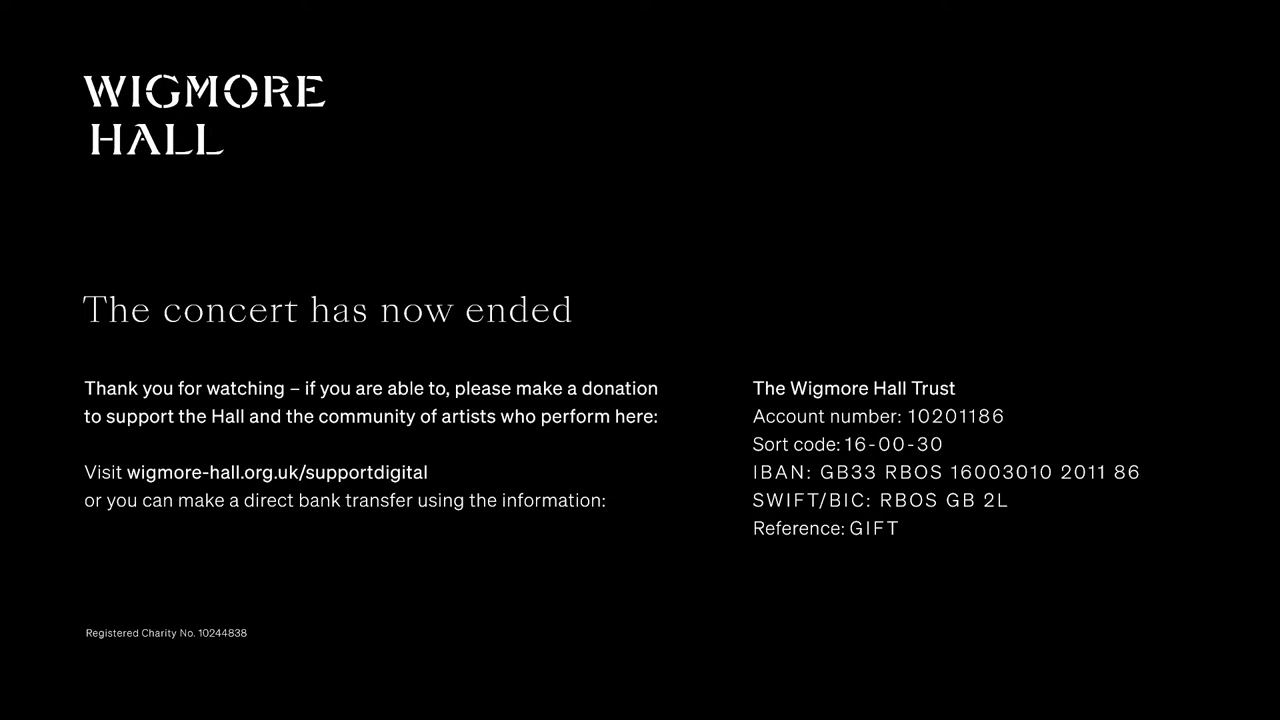 WIGMORE
HALL
The concert has now ended
Thank you for watching – if you are able to, please make a donation
to support the Hall and the community of artists who perform here:
Visit wigmore-hall.org.uk/supportdigital
or you can make a direct bank transfer using the information:
The Wigmore Hall Trust
Account number: 10201186
Sort code: 16-00-30
IBAN: GB33 RBOS 16003010 2011 86
SWIFT/BIC: RBOS GB 2L
Reference: GIFT
Registered Charity No. 10244838